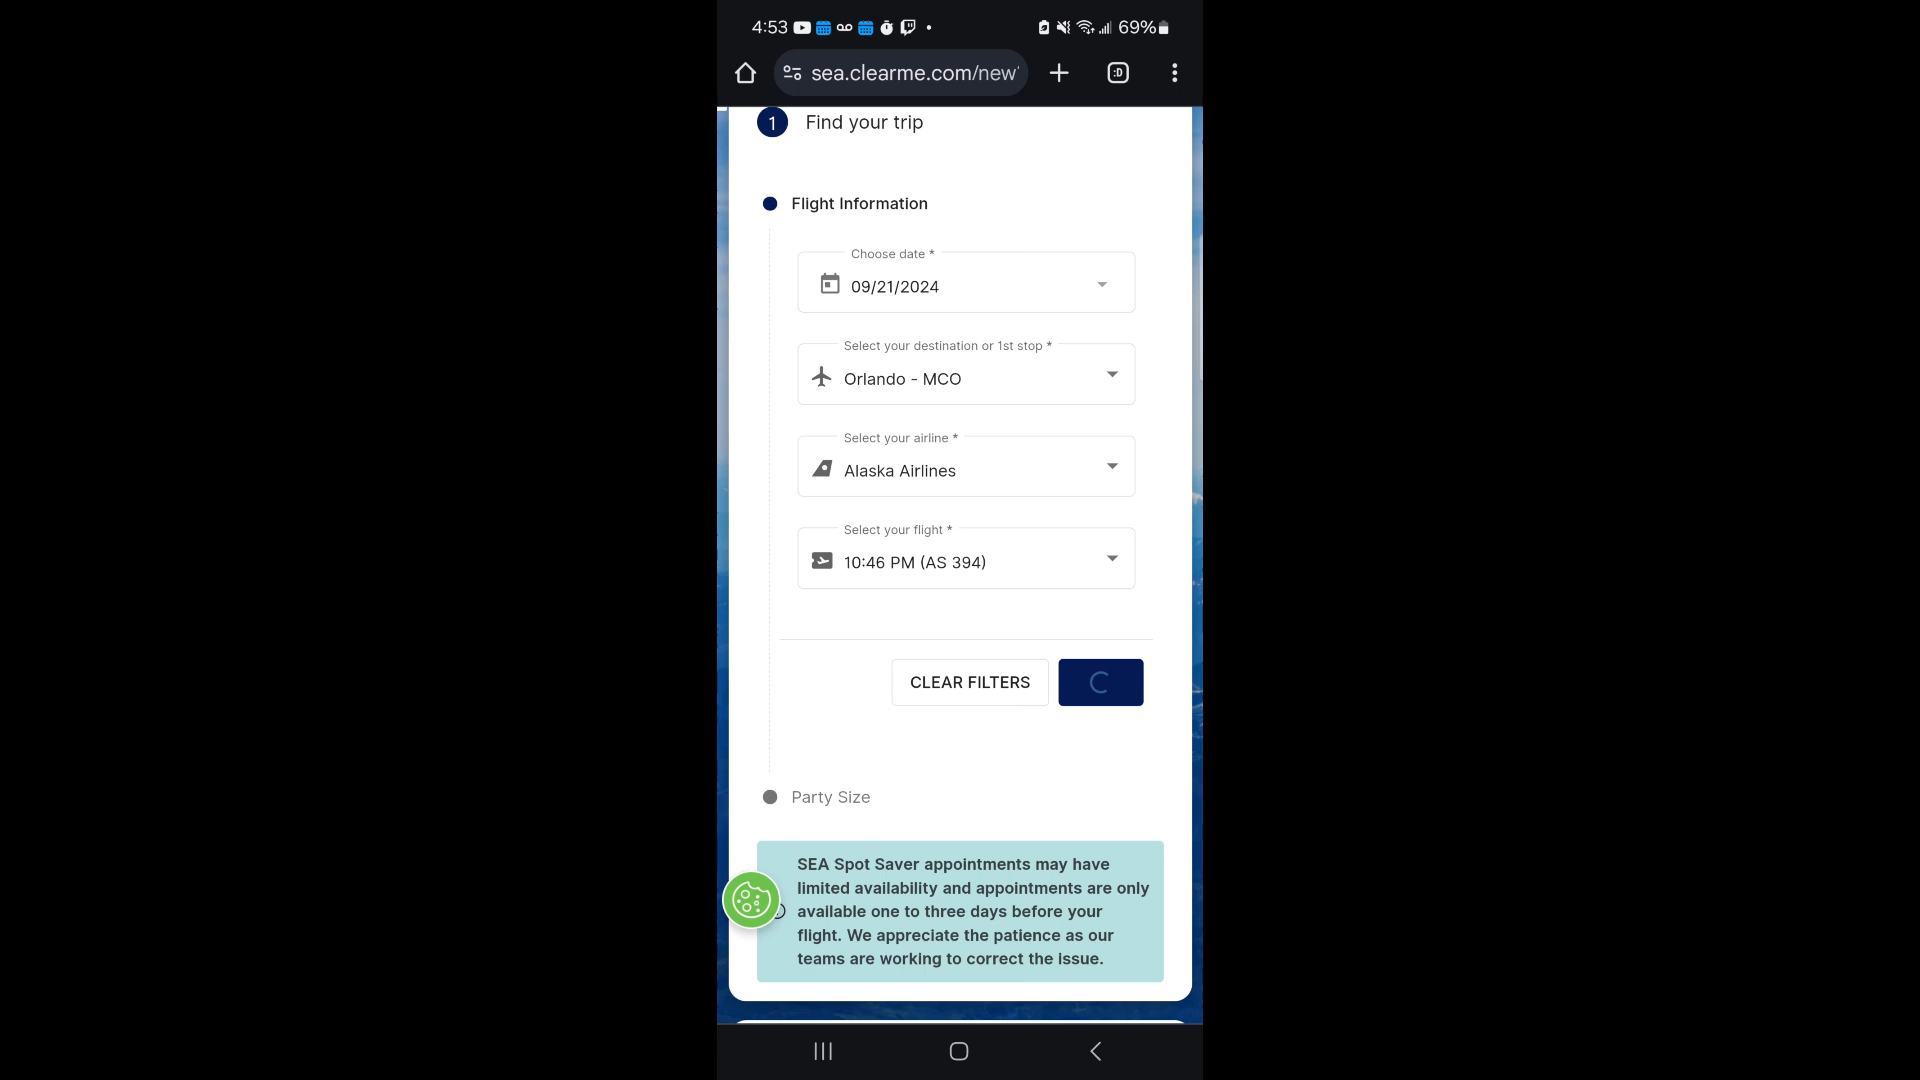 4:53
69%
sea.clearme.com/new
:D
1 Find your trip
Flight Information
Choose date *
09/21/2024
Select your destination or 1st stop *
Orlando - MCO
Select your airline *
Alaska Airlines
Select your flight *
10:46 PM (AS 394)
CLEAR FILTERS
Party Size
SEA Spot Saver appointments may have
limited availability and appointments are only
available one to three days before your
flight. We appreciate the patience as our
teams are working to correct the issue.